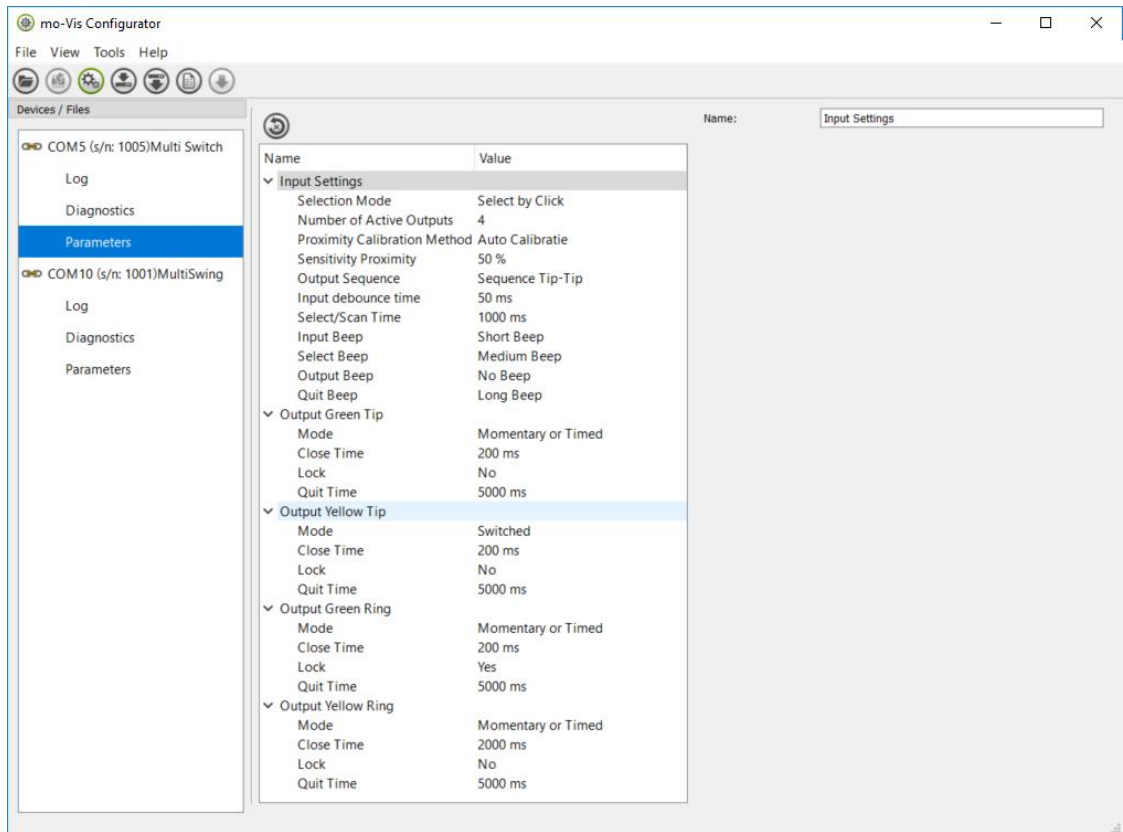 mo-Vis Configurator
File View Tools Help
Devices / Files
COM5 (s/n: 1005)Multi Switch
Log
Diagnostics
Parameters
COM10 (s/n: 1001)MultiSwing
Log
Diagnostics
Parameters
Name Value
Input Settings
Selection Mode Select by Click
Number of Active Outputs 4
Proximity Calibration Method Auto Calibratie
Sensitivity Proximity 50 %
Output Sequence Sequence Tip-Tip
Input debounce time 50 ms
Select/Scan Time 1000 ms
Input Beep Short Beep
Select Beep Medium Beep
Output Beep No Beep
Quit Beep Long Beep
Output Green Tip
Mode Momentary or Timed
Close Time 200 ms
Lock No
Quit Time 5000 ms
Output Yellow Tip
Mode Switched
Close Time 200 ms
Lock No
Quit Time 5000 ms
Output Green Ring
Mode Momentary or Timed
Close Time 200 ms
Lock Yes
Quit Time 5000 ms
Output Yellow Ring
Mode Momentary or Timed
Close Time 2000 ms
Lock No
Quit Time 5000 ms
Name: Input Settings